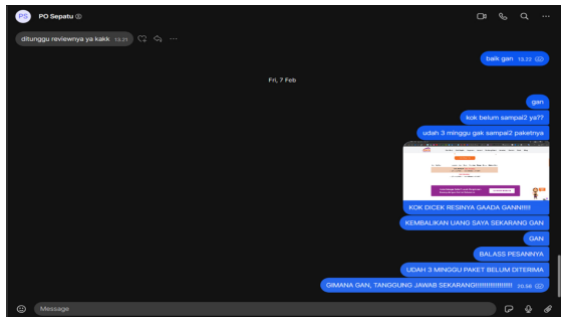 PS
PO Sepatu
ditunggu reviewnya ya kakk 13.21
baik gan 13.22
Fri, 7 Feb
gan
kok belum sampai2 ya??
udah 3 minggu gak sampai2 paketnya
KOK DICEK RESINYA GAADA GANN!!!!!
KEMBALIKAN UANG SAYA SEKARANG GAN
GAN
BALASS PESANNYA
UDAH 3 MINGGU PAKET BELUM DITERIMA
GIMANA GAN, TANGGUNG JAWAB SEKARANG!!!!!!!!!!!!!!!!!!!! 20.56
Message